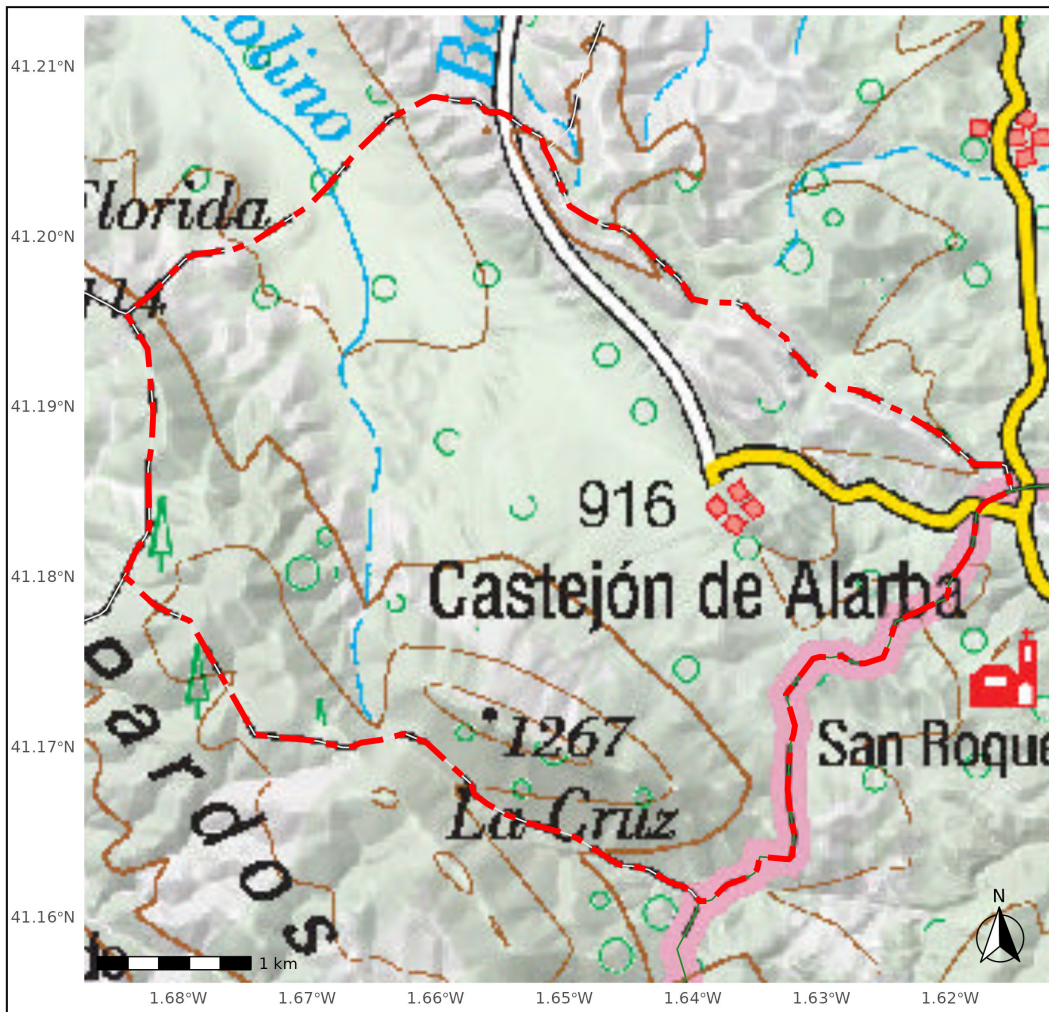 41.21°N
41.20°N
41.19°N
41.18°N
41.17°N
41.16°N
olino
Florida
916
Castejón de Alarba
1267
La Cruz
San Roque
ardos
N
1 km
1.68°W
1.67°W
1.66°W
1.65°W
1.64°W
1.63°W
1.62°W